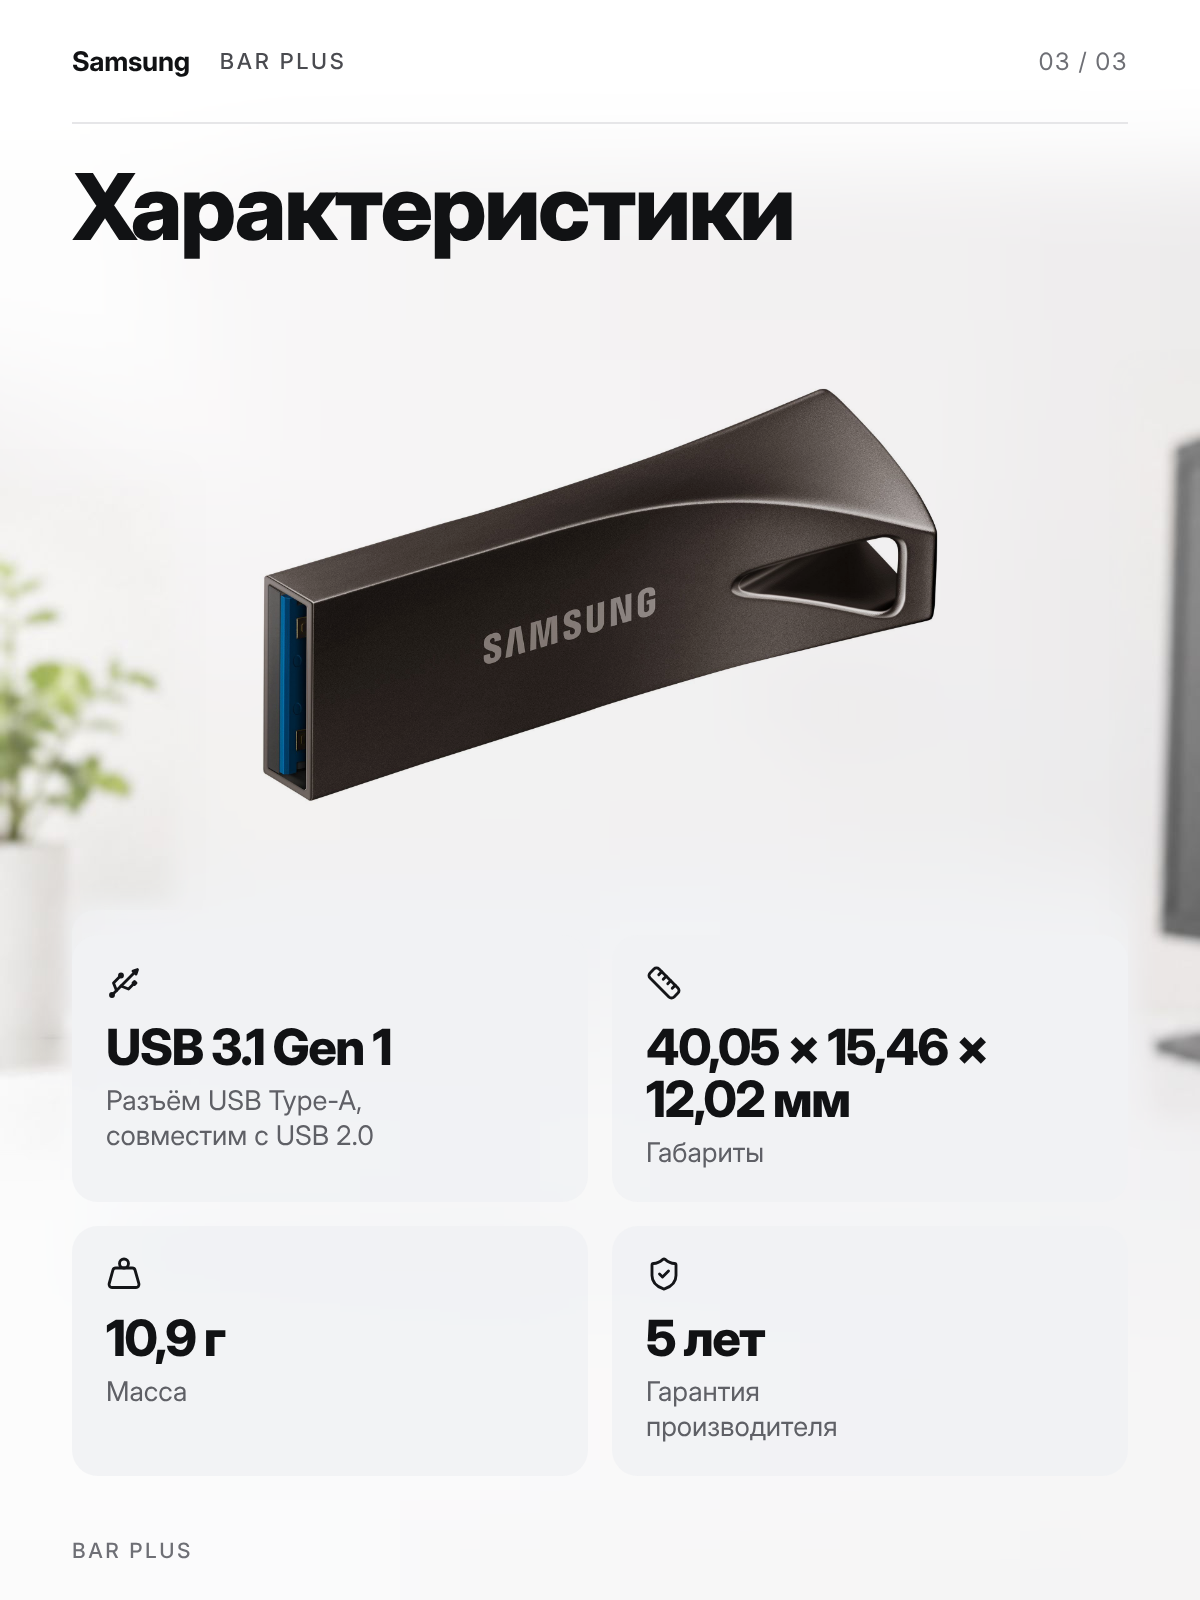 Samsung BAR PLUS 03 / 03
Характеристики
SAMSUNG
USB 3.1 Gen 1
Разъём USB Type-A,
совместим с USB 2.0
40,05 × 15,46 ×
12,02 мм
Габариты
10,9 г
Масса
5 лет
Гарантия
производителя
BAR PLUS